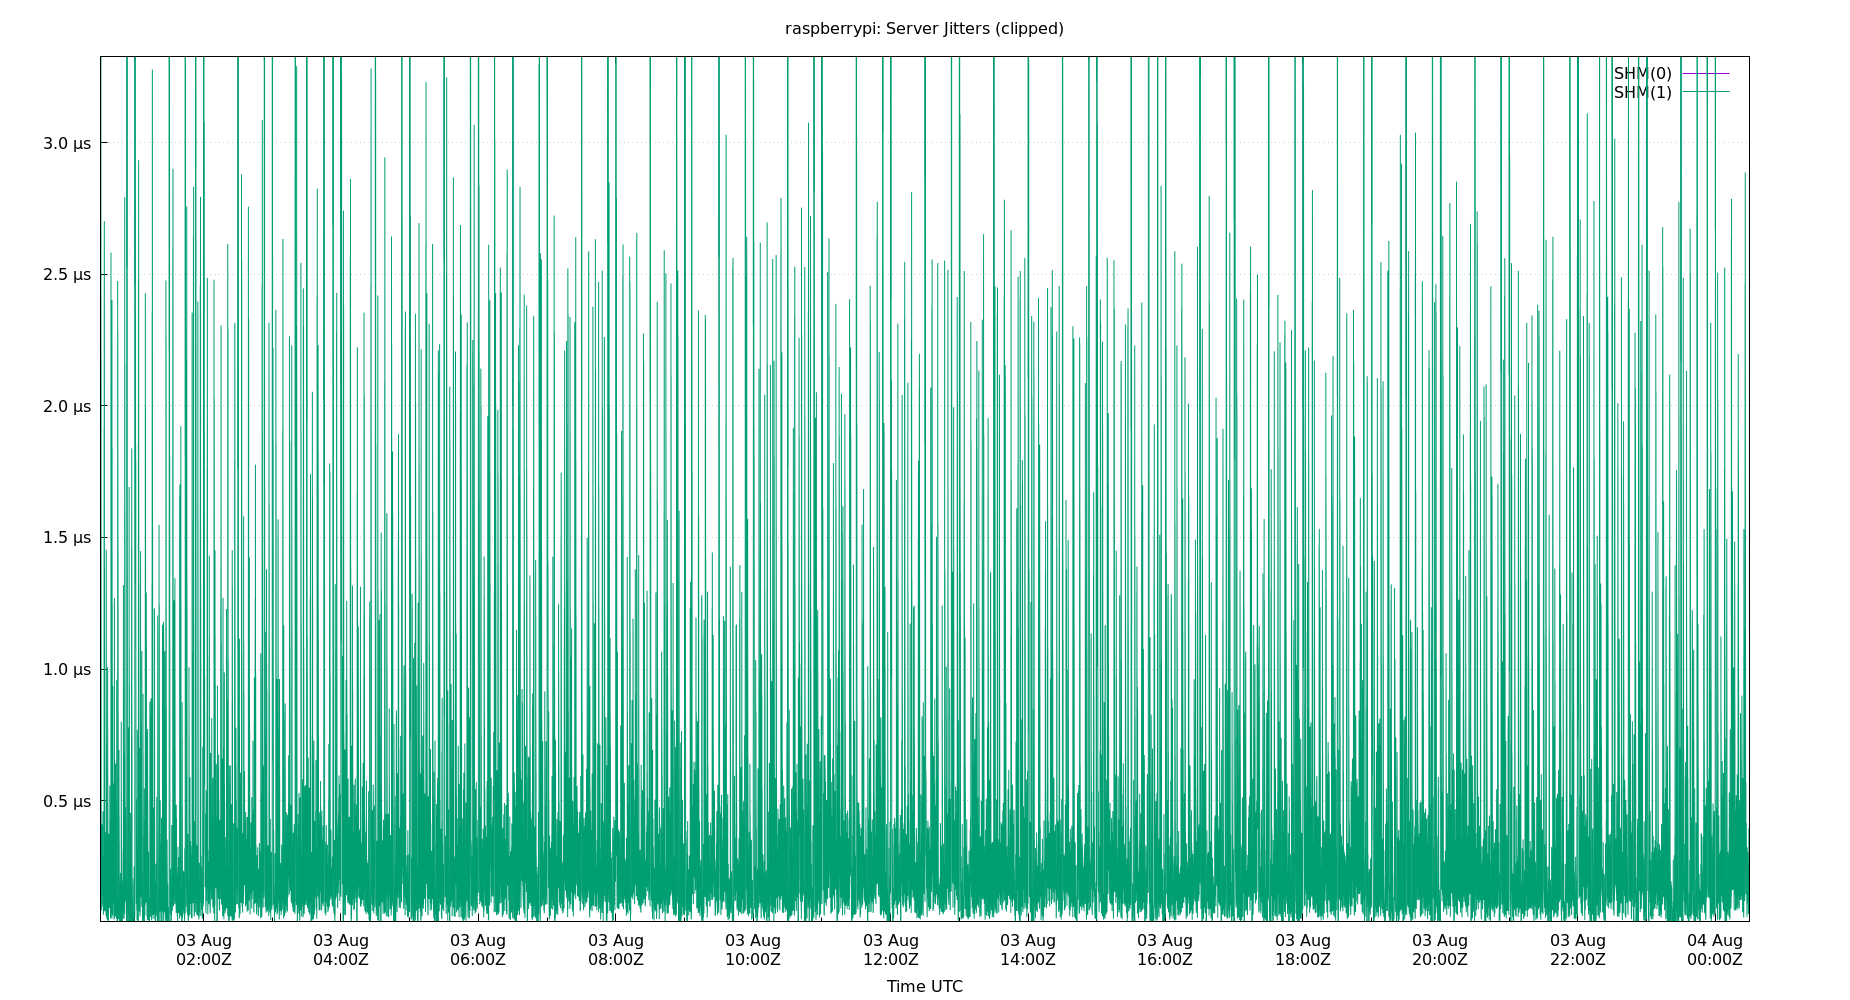 raspberrypi: Server Jitters (clipped)
SHM(0)
SHM(1)
3.0 µs
2.5 µs
2.0 µs
1.5 µs
1.0 µs
0.5 µs
03 Aug 03 Aug 03 Aug 03 Aug 03 Aug 03 Aug 03 Aug 03 Aug 03 Aug 03 Aug 03 Aug 04 Aug
02:00Z 04:00Z 06:00Z 08:00Z 10:00Z 12:00Z 14:00Z 16:00Z 18:00Z 20:00Z 22:00Z 00:00Z
Time UTC